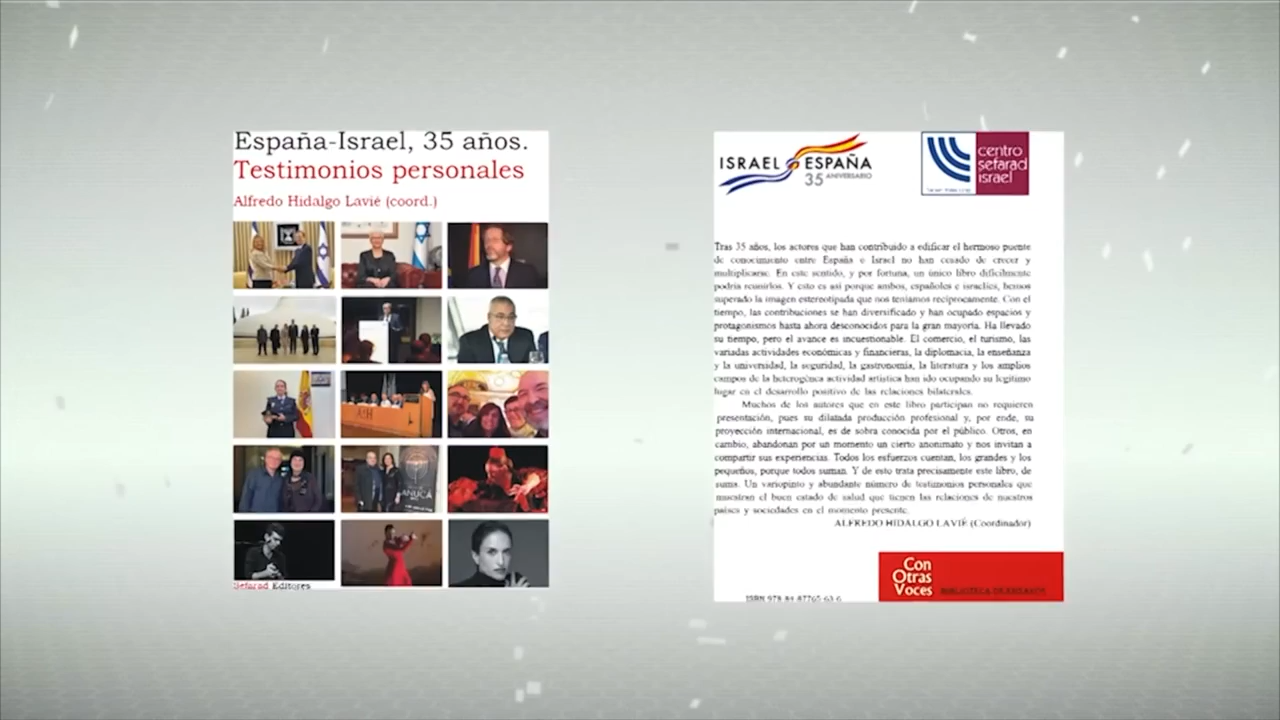 España-Israel, 35 años.
Testimonios personales
Alfredo Hidalgo Lavié (coord.)
HANUCÁ
Sefarad Editores
ISRAEL ESPAÑA
35 ANIVERSARIO
centro
sefarad
israel
Tras 35 años, los actores que han contribuido a edificar el hermoso puente
de conocimiento entre España e Israel no han cesado de crecer y
multiplicarse. En este sentido, y por fortuna, un único libro difícilmente
podría reunirlos. Y esto es así porque ambos, españoles e israelíes, hemos
superado la imagen estereotipada que nos teníamos recíprocamente. Con el
tiempo, las contribuciones se han diversificado y han ocupado espacios y
protagonismos hasta ahora desconocidos para la gran mayoría. Ha llevado
su tiempo, pero el avance es incuestionable. El comercio, el turismo, las
variadas actividades económicas y financieras, la diplomacia, la enseñanza
y la universidad, la seguridad, la gastronomía, la literatura y los amplios
campos de la heterogénea actividad artística han ido ocupando su legítimo
lugar en el desarrollo positivo de las relaciones bilaterales.
Muchos de los autores que en este libro participan no requieren
presentación, pues su dilatada producción profesional y, por ende, su
proyección internacional, es de sobra conocida por el público. Otros, en
cambio, abandonan por un momento un cierto anonimato y nos invitan a
compartir sus experiencias. Todos los esfuerzos cuentan, los grandes y los
pequeños, porque todos suman. Y de esto trata precisamente este libro, de
suma. Un variopinto y abundante número de testimonios personales que
muestran el buen estado de salud que tienen las relaciones de nuestros
países y sociedades en el momento presente.
ALFREDO HIDALGO LAVIÉ (Coordinador)
Con
Otras
Voces
BIBLIOTECA DE ENSAYO
ISBN 978-84-87765-63-6